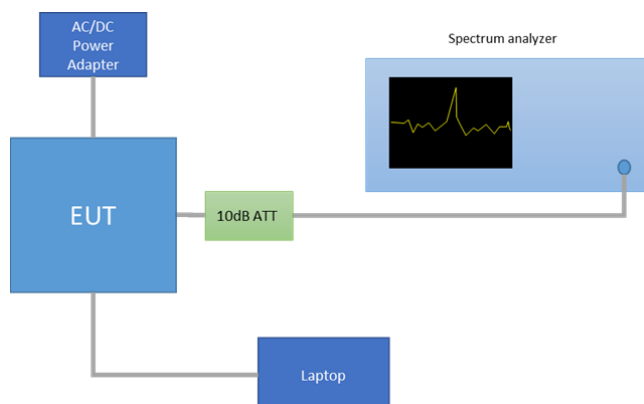 AC/DC
Power
Adapter
Spectrum analyzer
EUT
10dB ATT
Laptop